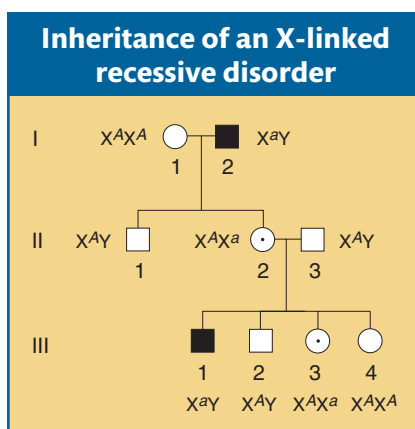 Inheritance of an X-linked
recessive disorder
I XᴬXᴬ XᵃY
1 2
II XᴬY XᴬXᵃ XᴬY
1 2 3
III
1 2 3 4
XᵃY XᴬY XᴬXᵃ XᴬXᴬ